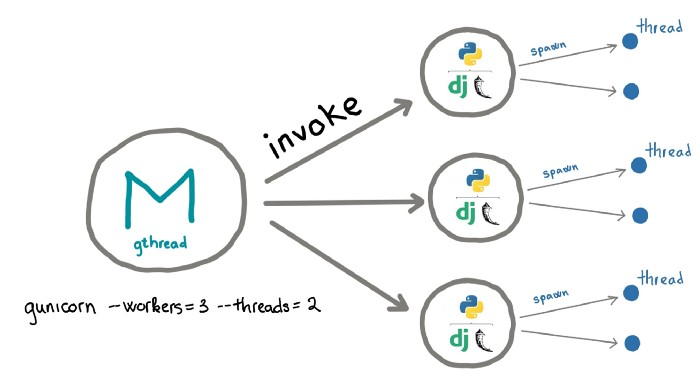 thread
spawn
dj
invoke
M
gthread
thread
spawn
dj
gunicorn --workers=3 --threads=2
thread
spawn
dj